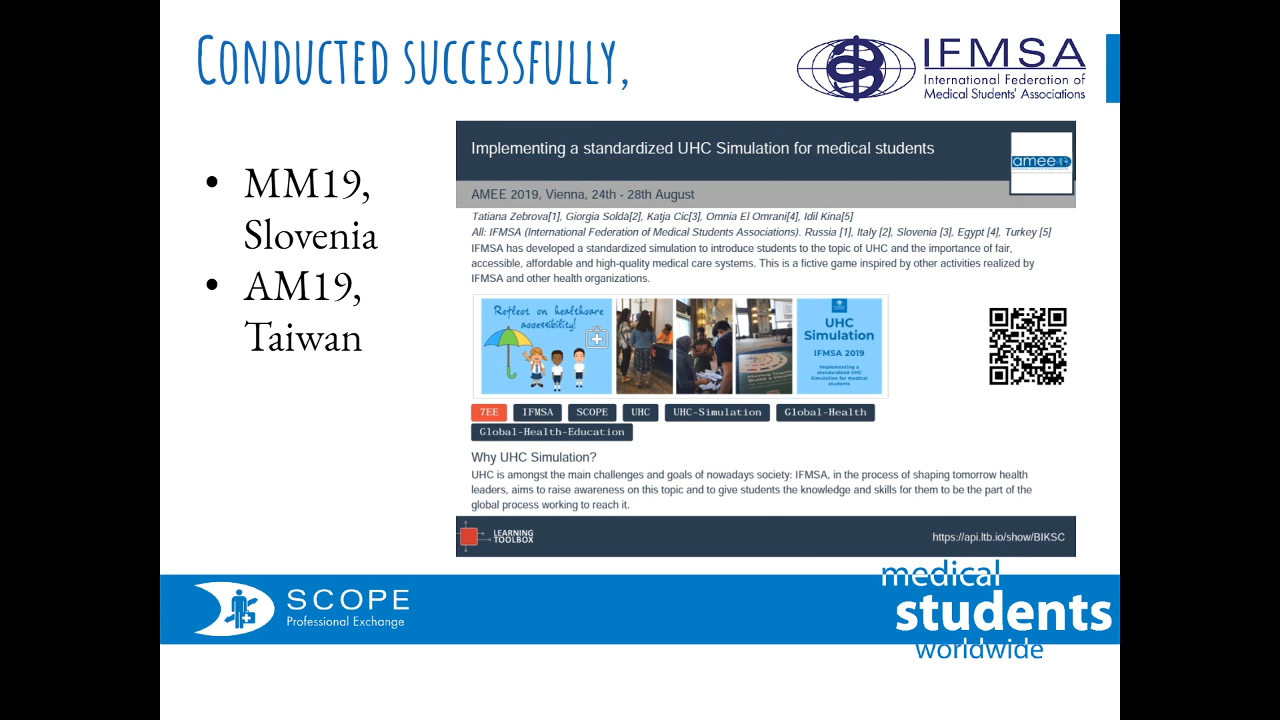 Conducted successfully,
IFMSA
International Federation of
Medical Students' Associations
• MM19,
Slovenia
• AM19,
Taiwan
Implementing a standardized UHC Simulation for medical students
amee
AMEE 2019, Vienna, 24th - 28th August
Tatiana Zebrova[1], Giorgia Soldà[2], Katja Cic[3], Omnia El Omrani[4], Idil Kina[5]
All: IFMSA (International Federation of Medical Students Associations). Russia [1], Italy [2], Slovenia [3], Egypt [4], Turkey [5]
IFMSA has developed a standardized simulation to introduce students to the topic of UHC and the importance of fair,
accessible, affordable and high-quality medical care systems. This is a fictive game inspired by other activities realized by
IFMSA and other health organizations.
Reflect on healthcare
accessibility!
UHC
Simulation
IFMSA 2019
Implementing a
standardized UHC
Simulation for medical
students
7EE IFMSA SCOPE UHC UHC-Simulation Global-Health
Global-Health-Education
Why UHC Simulation?
UHC is amongst the main challenges and goals of nowadays society: IFMSA, in the process of shaping tomorrow health
leaders, aims to raise awareness on this topic and to give students the knowledge and skills for them to be the part of the
global process working to reach it.
LEARNING
TOOLBOX
https://api.ltb.io/show/BIKSC
SCOPE
Professional Exchange
medical
students
worldwide